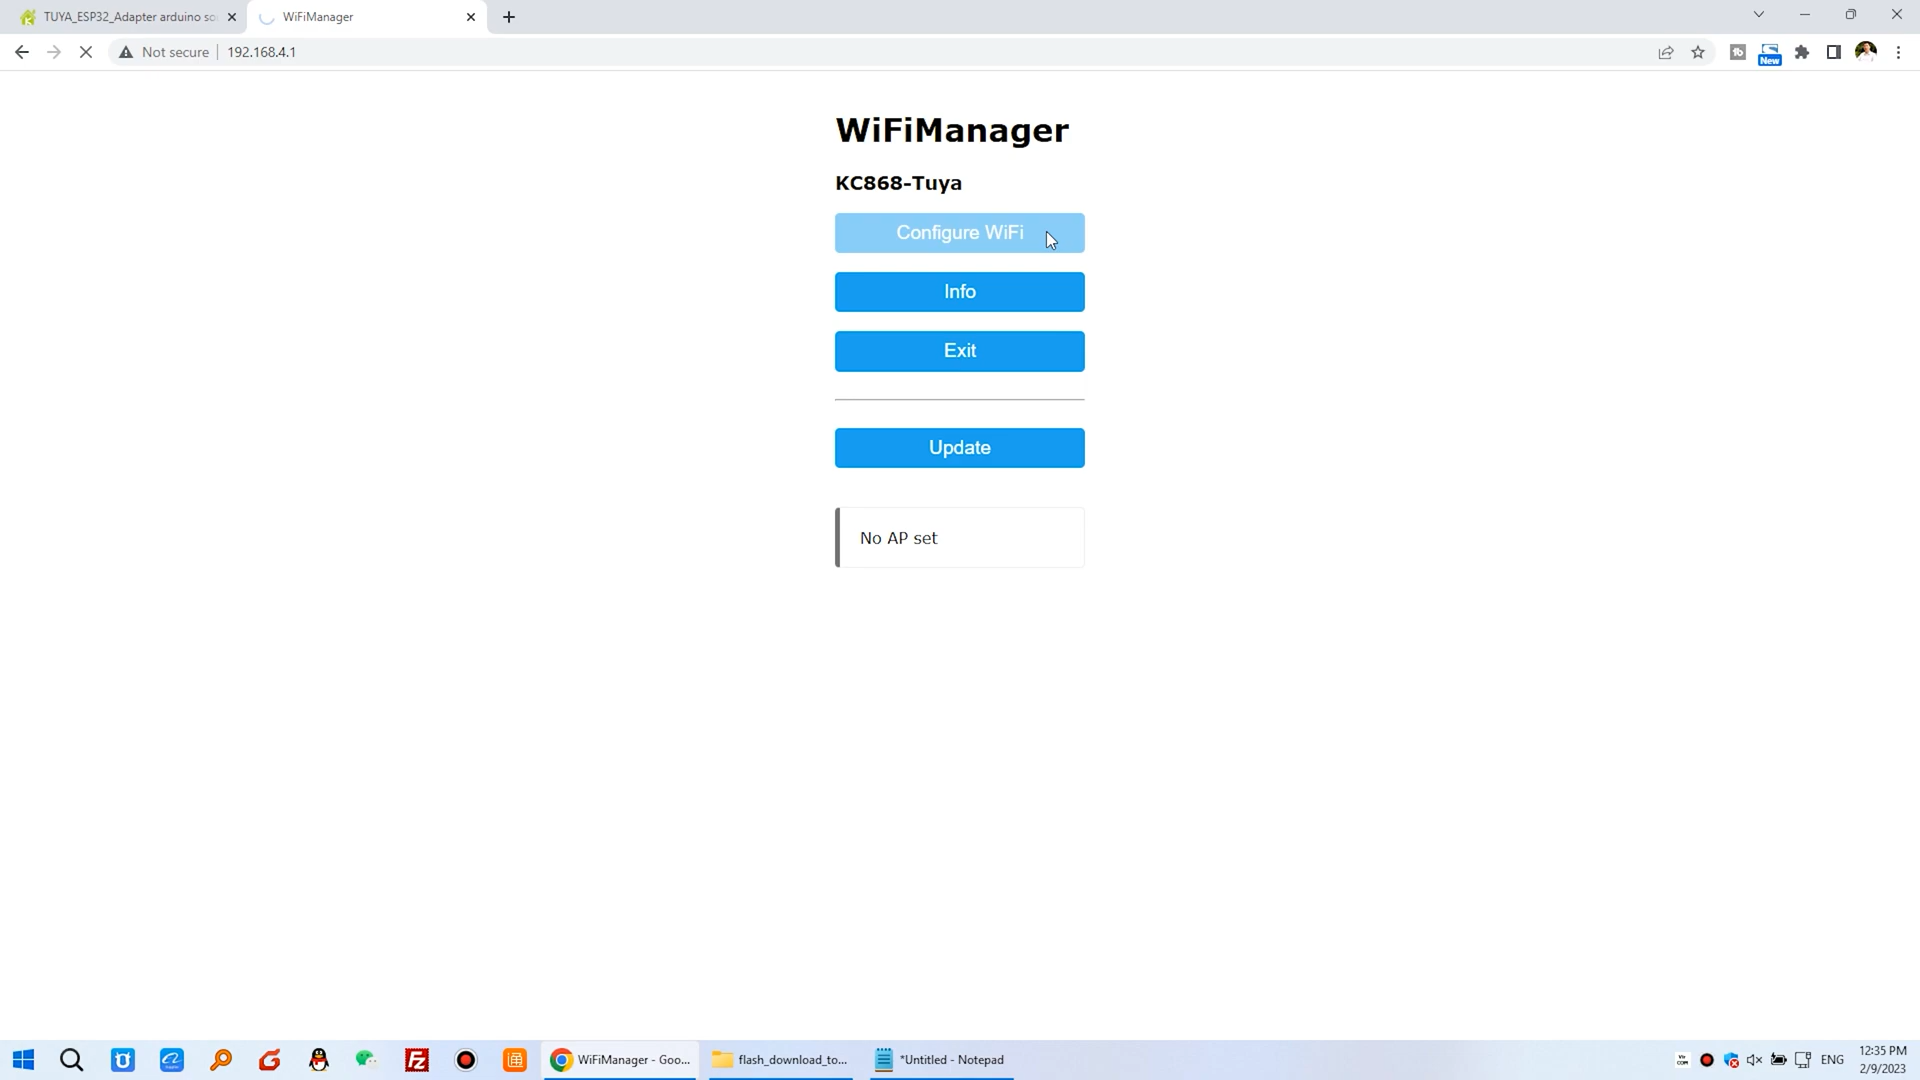 TUYA_ESP32_Adapter arduino so
WiFiManager
Not secure
192.168.4.1
New
WiFiManager
KC868-Tuya
Configure WiFi
Info
Exit
Update
No AP set
WiFiManager - Goo...
flash_download_to...
*Untitled - Notepad
ENG
12:35 PM
2/9/2023